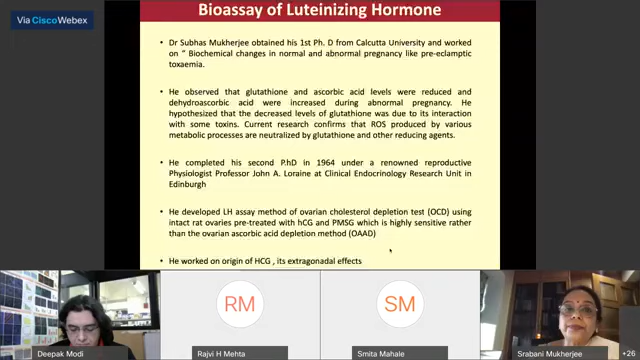 Via Cisco Webex
Bioassay of Luteinizing Hormone
• Dr Subhas Mukherjee obtained his 1st Ph. D from Calcutta University and worked
on " Biochemical changes in normal and abnormal pregnancy like pre-eclamptic
toxaemia.
• He observed that glutathione and ascorbic acid levels were reduced and
dehydroascorbic acid were increased during abnormal pregnancy. He
hypothesized that the decreased levels of glutathione was due to its interaction
with some toxins. Current research confirms that ROS produced by various
metabolic processes are neutralized by glutathione and other reducing agents.
• He completed his second P.hD in 1964 under a renowned reproductive
Physiologist Professor John A. Loraine at Clinical Endocrinology Research Unit in
Edinburgh
• He developed LH assay method of ovarian cholesterol depletion test (OCD) using
intact rat ovaries pre-treated with hCG and PMSG which is highly sensitive rather
than the ovarian ascorbic acid depletion method (OAAD)
• He worked on origin of HCG , its extragonadal effects
RM
SM
Deepak Modi
Rajvi H Mehta
Smita Mahale
Srabani Mukherjee
+26